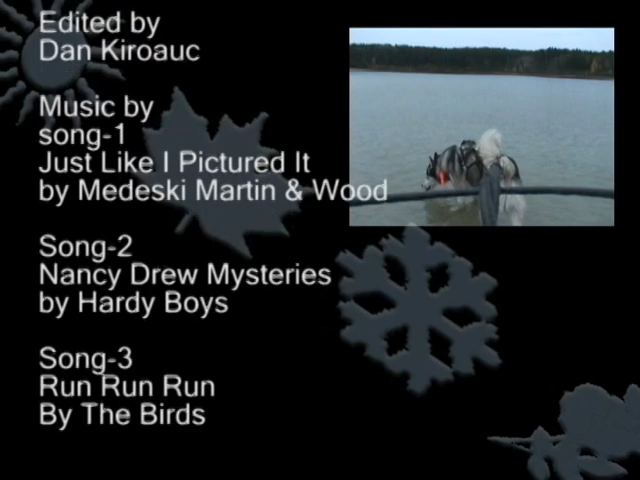 Edited by
Dan Kiroauc
Music by
song-1
Just Like I Pictured It
by Medeski Martin & Wood
Song-2
Nancy Drew Mysteries
by Hardy Boys
Song-3
Run Run Run
By The Birds